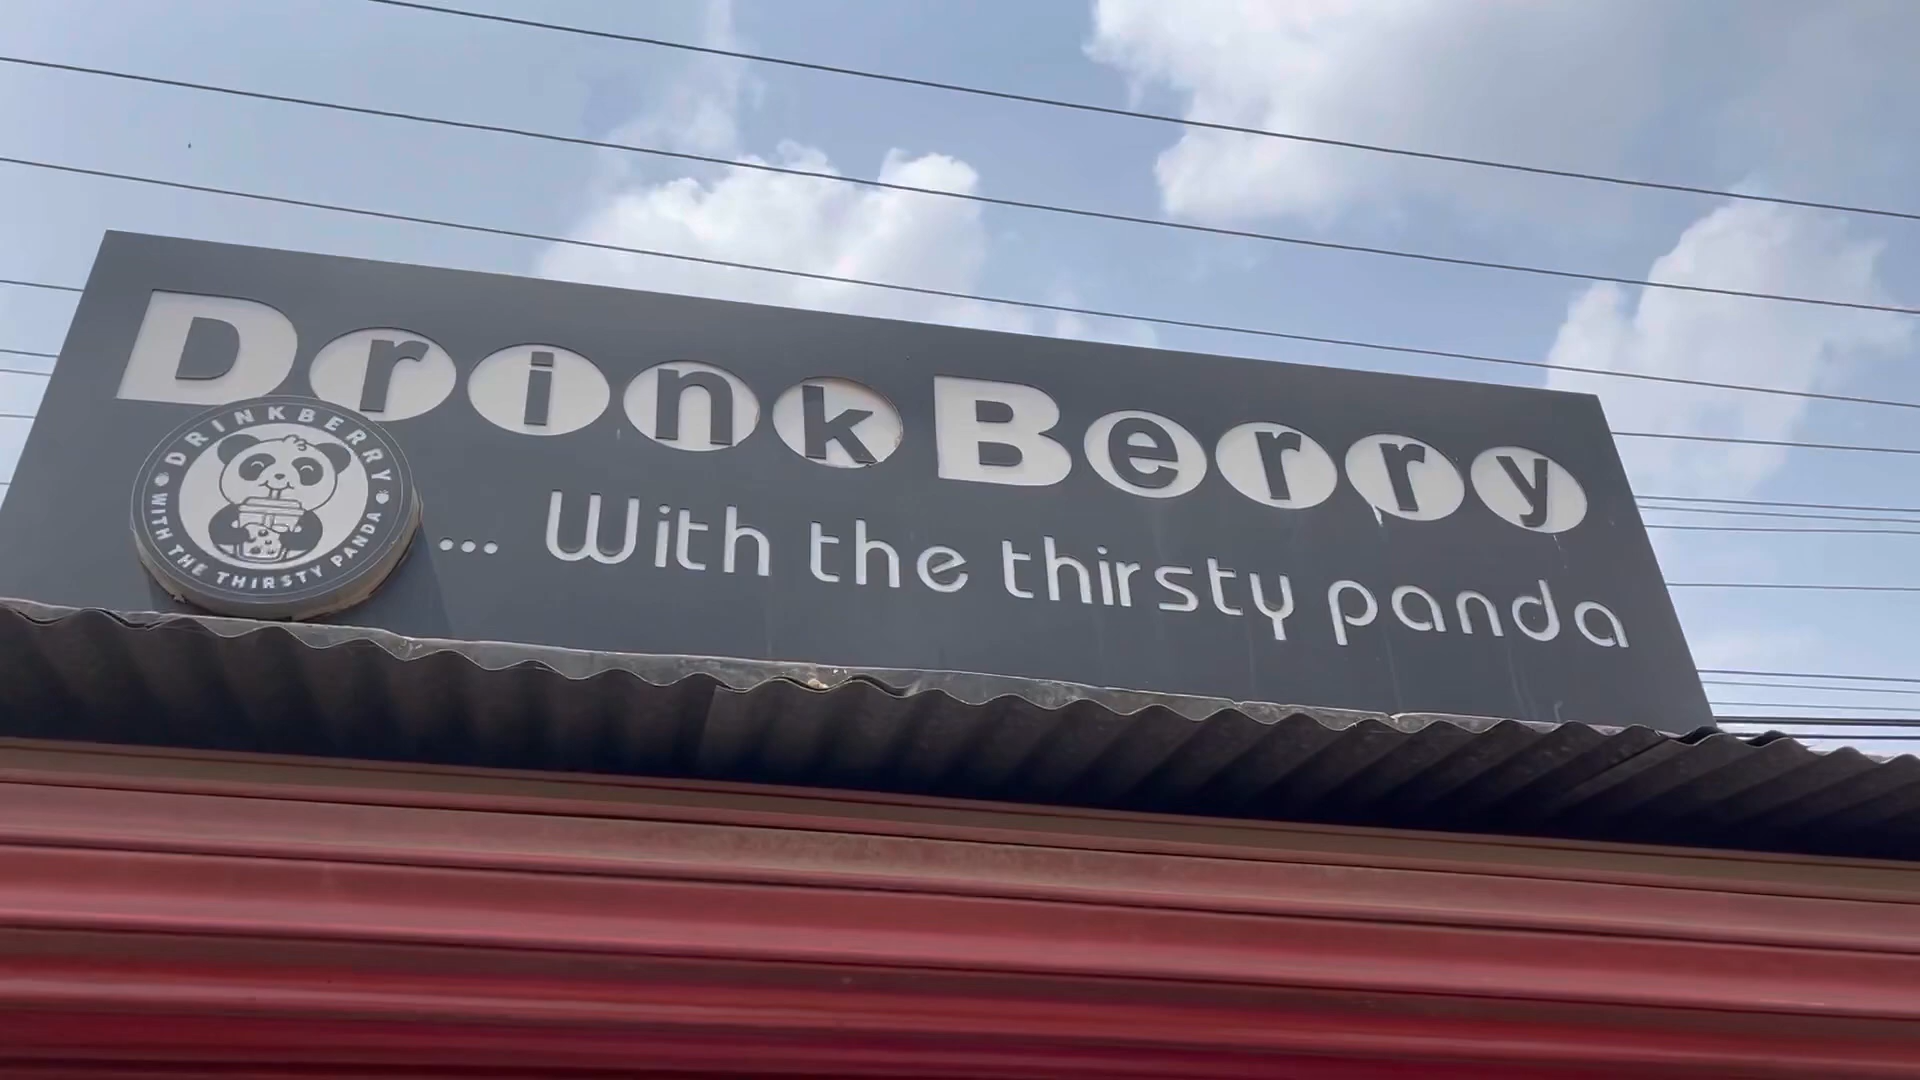 DrinkBerry
DRINKBERRY
WITH THE THIRSTY PANDA
... With the thirsty panda